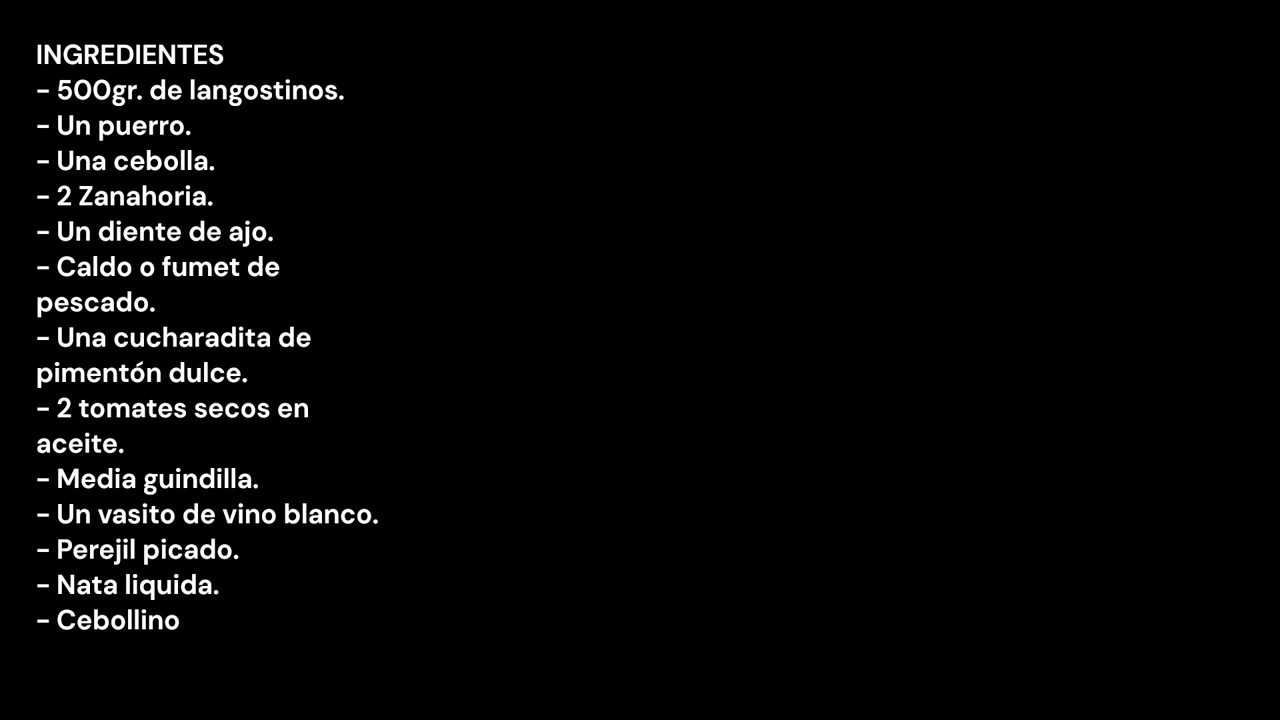 INGREDIENTES
- 500gr. de langostinos.
- Un puerro.
- Una cebolla.
- 2 Zanahoria.
- Un diente de ajo.
- Caldo o fumet de
pescado.
- Una cucharadita de
pimentón dulce.
- 2 tomates secos en
aceite.
- Media guindilla.
- Un vasito de vino blanco.
- Perejil picado.
- Nata liquida.
- Cebollino